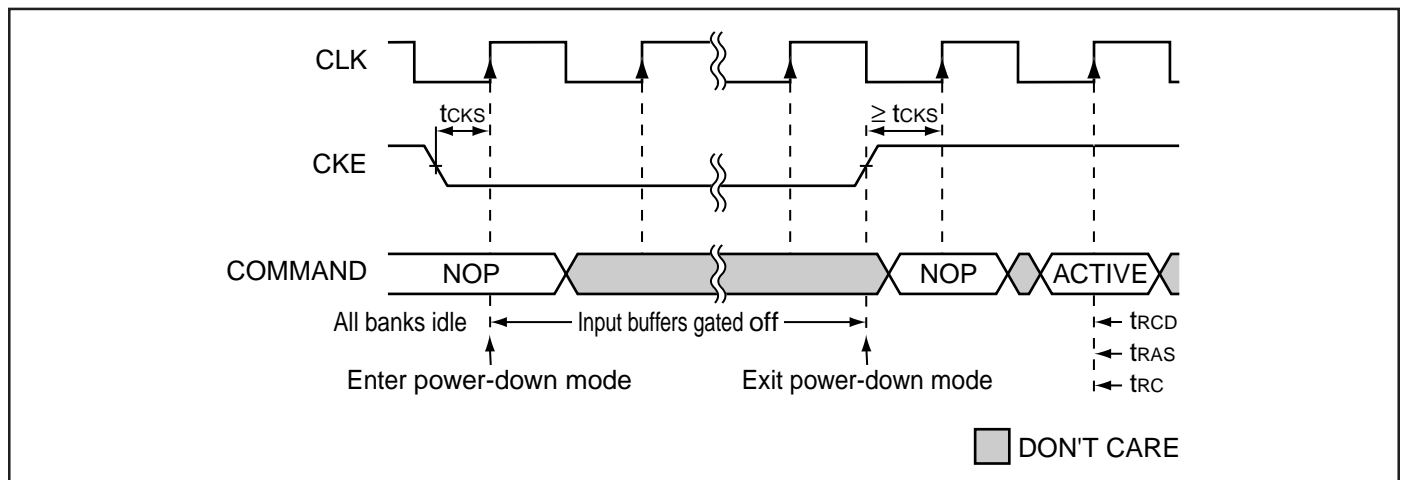 CLK
tCKS
≥ tCKS
CKE
COMMAND
NOP
NOP
ACTIVE
All banks idle
Input buffers gated off
tRCD
tRAS
tRC
Enter power-down mode
Exit power-down mode
DON'T CARE